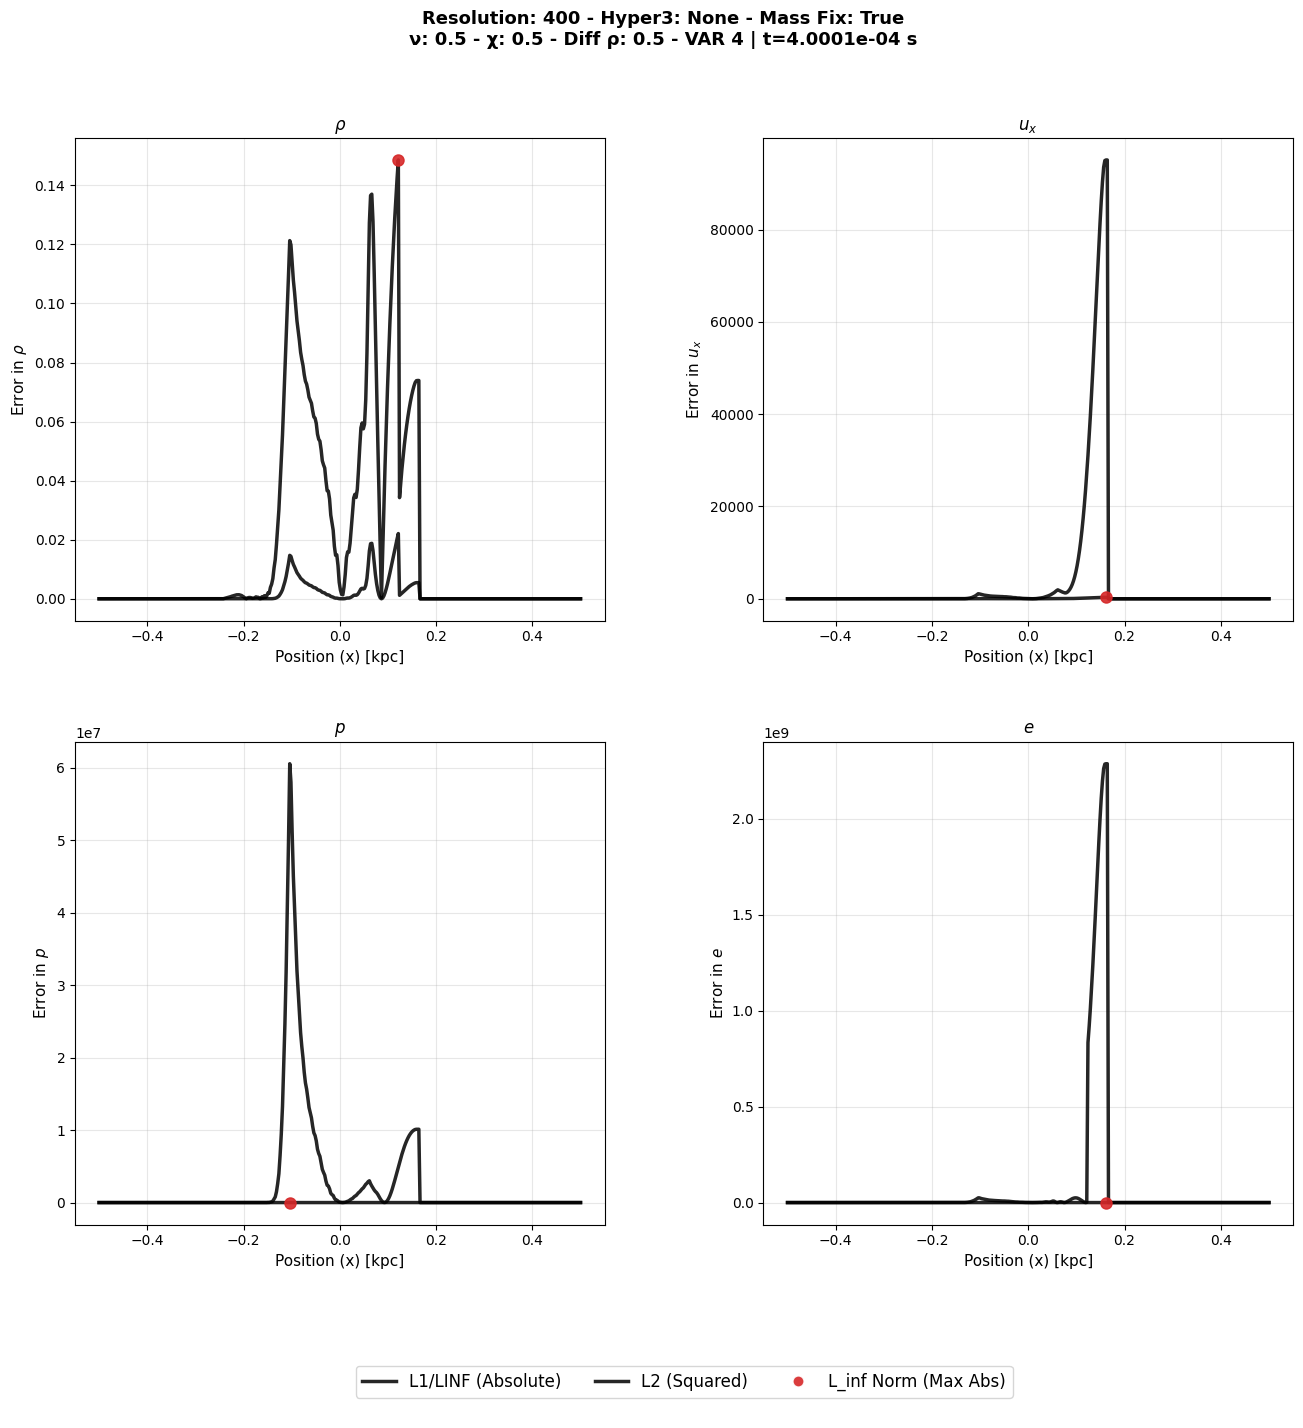 Resolution: 400 - Hyper3: None - Mass Fix: True
ν: 0.5 - χ: 0.5 - Diff ρ: 0.5 - VAR 4 | t=4.0001e-04 s
ρ
Error in ρ
0.14
0.12
0.10
0.08
0.06
0.04
0.02
0.00
−0.4 −0.2 0.0 0.2 0.4
Position (x) [kpc]
u_x
Error in u_x
80000
60000
40000
20000
0
−0.4 −0.2 0.0 0.2 0.4
Position (x) [kpc]
p
1e7
Error in p
6
5
4
3
2
1
0
−0.4 −0.2 0.0 0.2 0.4
Position (x) [kpc]
e
1e9
Error in e
2.0
1.5
1.0
0.5
0.0
−0.4 −0.2 0.0 0.2 0.4
Position (x) [kpc]
L1/LINF (Absolute) L2 (Squared) L_inf Norm (Max Abs)